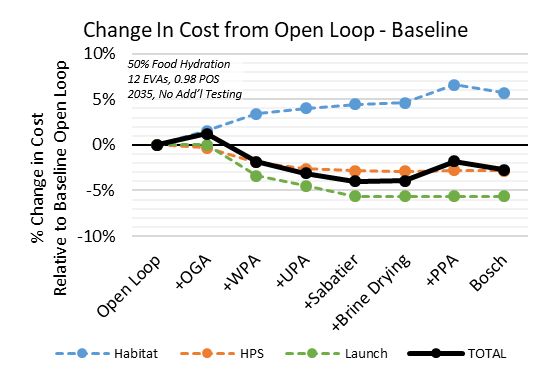 Change In Cost from Open Loop - Baseline
10%
50% Food Hydration
12 EVAs, 0.98 POS
2035, No Add'l Testing
5%
0%
-5%
-10%
% Change in Cost
Relative to Baseline Open Loop
Open Loop
+OGA
+WPA
+UPA
+Sabatier
+Brine Drying
+PPA
Bosch
Habitat
HPS
Launch
TOTAL